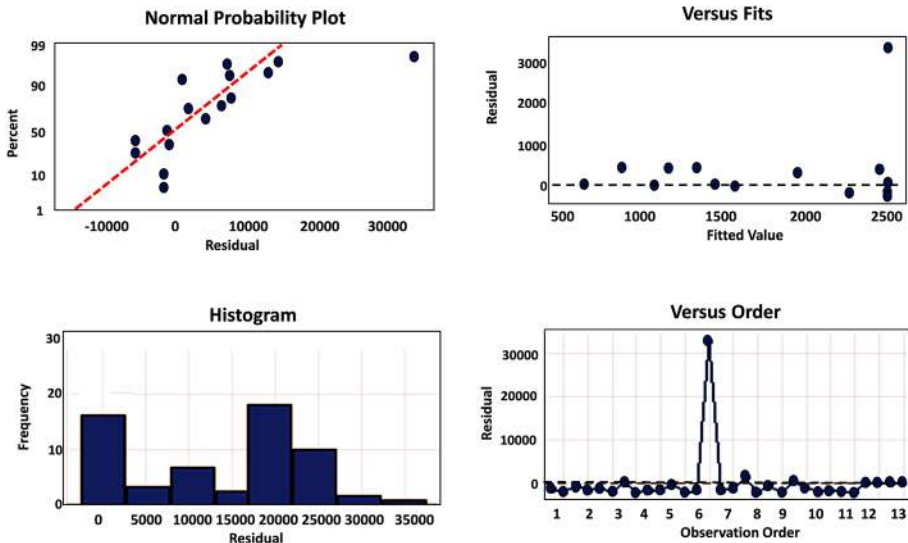 Normal Probability Plot
99
90
50
10
1
Percent
-10000 0 10000 20000 30000
Residual
Versus Fits
3000
2000
1000
0
Residual
500 1000 1500 2000 2500
Fitted Value
Histogram
30
20
10
0
Frequency
0 5000 10000 15000 20000 25000 30000 35000
Residual
Versus Order
30000
20000
10000
0
Residual
1 2 3 4 5 6 7 8 9 10 11 12 13
Observation Order